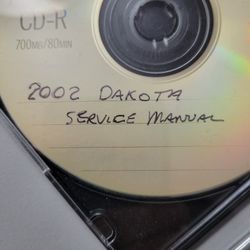 CD-R
700MB/80MIN
2002 DAKOTA
SERVICE MANUAL